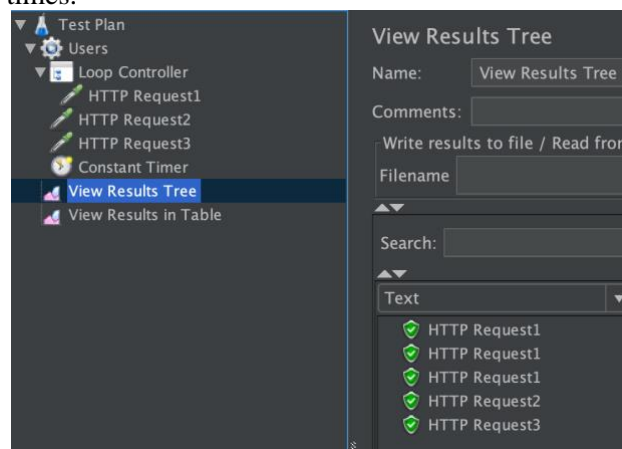 times.
Test Plan
Users
Loop Controller
HTTP Request1
HTTP Request2
HTTP Request3
Constant Timer
View Results Tree
View Results in Table
View Results Tree
Name: View Results Tree
Comments:
Write results to file / Read from
Filename
Search:
Text
HTTP Request1
HTTP Request1
HTTP Request1
HTTP Request2
HTTP Request3